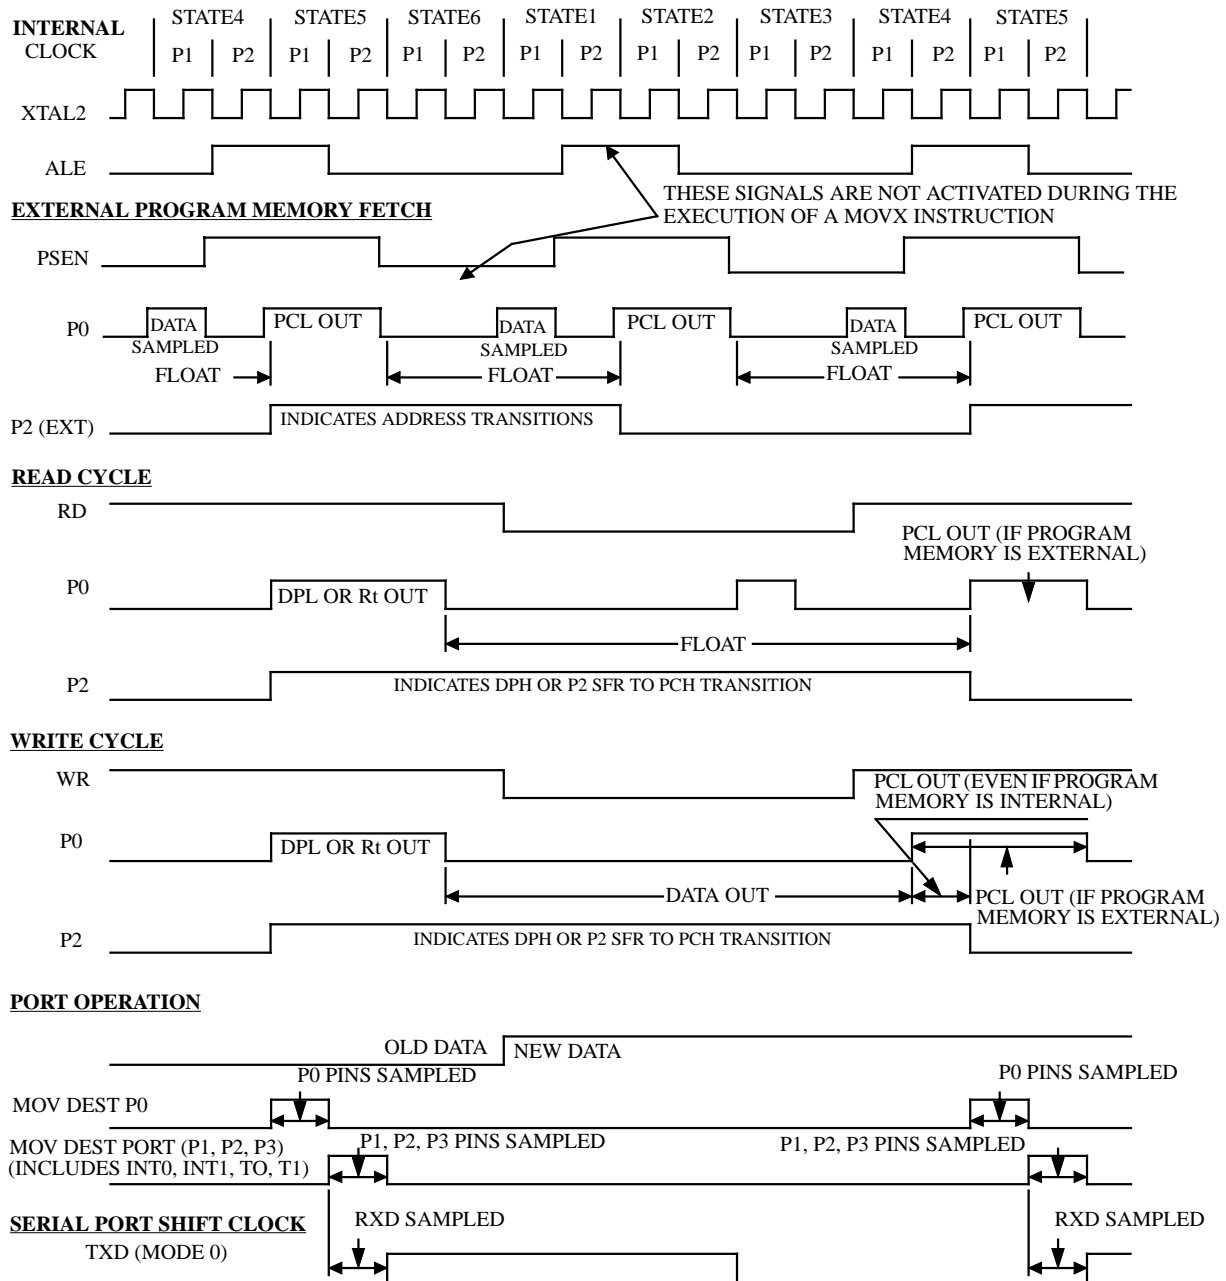 INTERNAL
CLOCK
STATE4 STATE5 STATE6 STATE1 STATE2 STATE3 STATE4 STATE5
P1 P2 P1 P2 P1 P2 P1 P2 P1 P2 P1 P2 P1 P2 P1 P2
XTAL2
ALE
THESE SIGNALS ARE NOT ACTIVATED DURING THE
EXECUTION OF A MOVX INSTRUCTION
EXTERNAL PROGRAM MEMORY FETCH
PSEN
P0
DATA PCL OUT DATA PCL OUT DATA PCL OUT
SAMPLED SAMPLED SAMPLED
FLOAT FLOAT FLOAT
P2 (EXT)
INDICATES ADDRESS TRANSITIONS
READ CYCLE
RD
PCL OUT (IF PROGRAM
MEMORY IS EXTERNAL)
P0
DPL OR Rt OUT
FLOAT
P2
INDICATES DPH OR P2 SFR TO PCH TRANSITION
WRITE CYCLE
WR
PCL OUT (EVEN IF PROGRAM
MEMORY IS INTERNAL)
P0
DPL OR Rt OUT
DATA OUT
PCL OUT (IF PROGRAM
MEMORY IS EXTERNAL)
P2
INDICATES DPH OR P2 SFR TO PCH TRANSITION
PORT OPERATION
OLD DATA NEW DATA
P0 PINS SAMPLED P0 PINS SAMPLED
MOV DEST P0
MOV DEST PORT (P1, P2, P3)
(INCLUDES INT0, INT1, TO, T1)
P1, P2, P3 PINS SAMPLED P1, P2, P3 PINS SAMPLED
SERIAL PORT SHIFT CLOCK
RXD SAMPLED RXD SAMPLED
TXD (MODE 0)